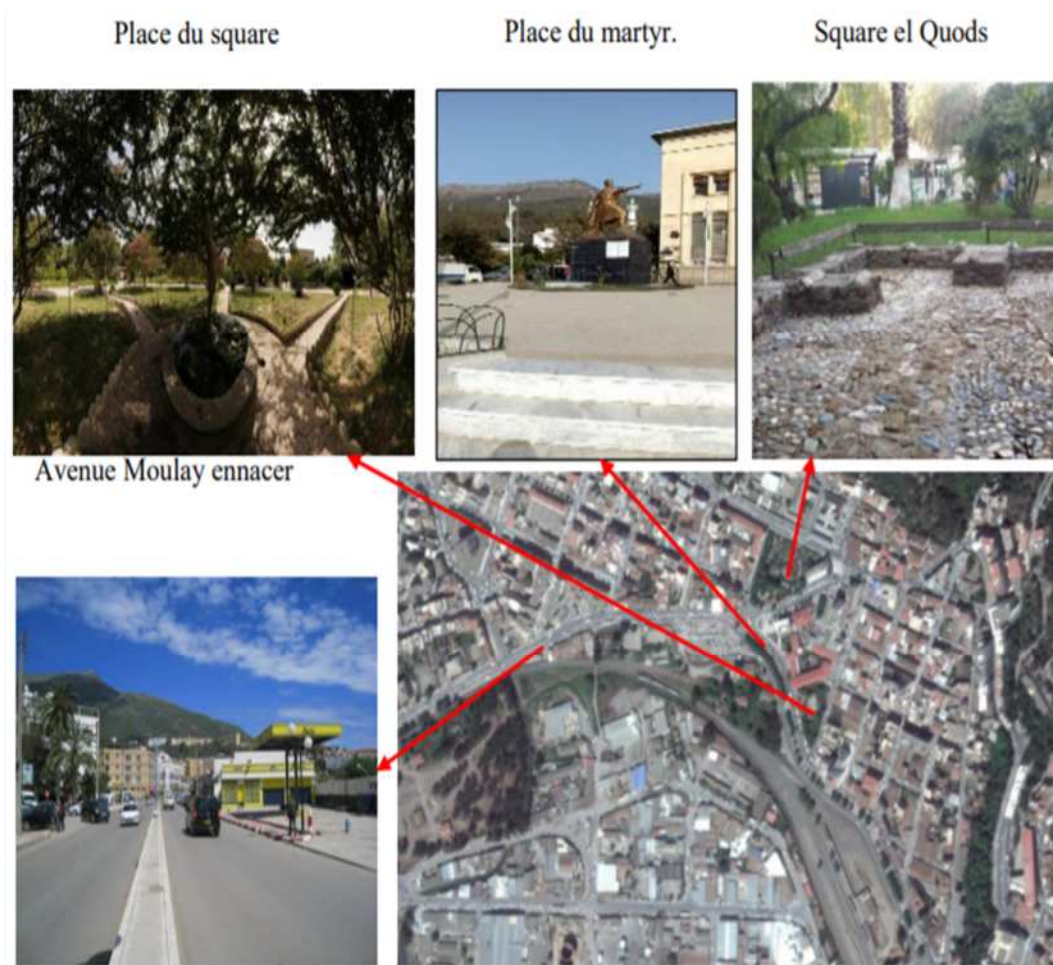 Place du square
Place du martyr.
Square el Quods
Avenue Moulay ennacer